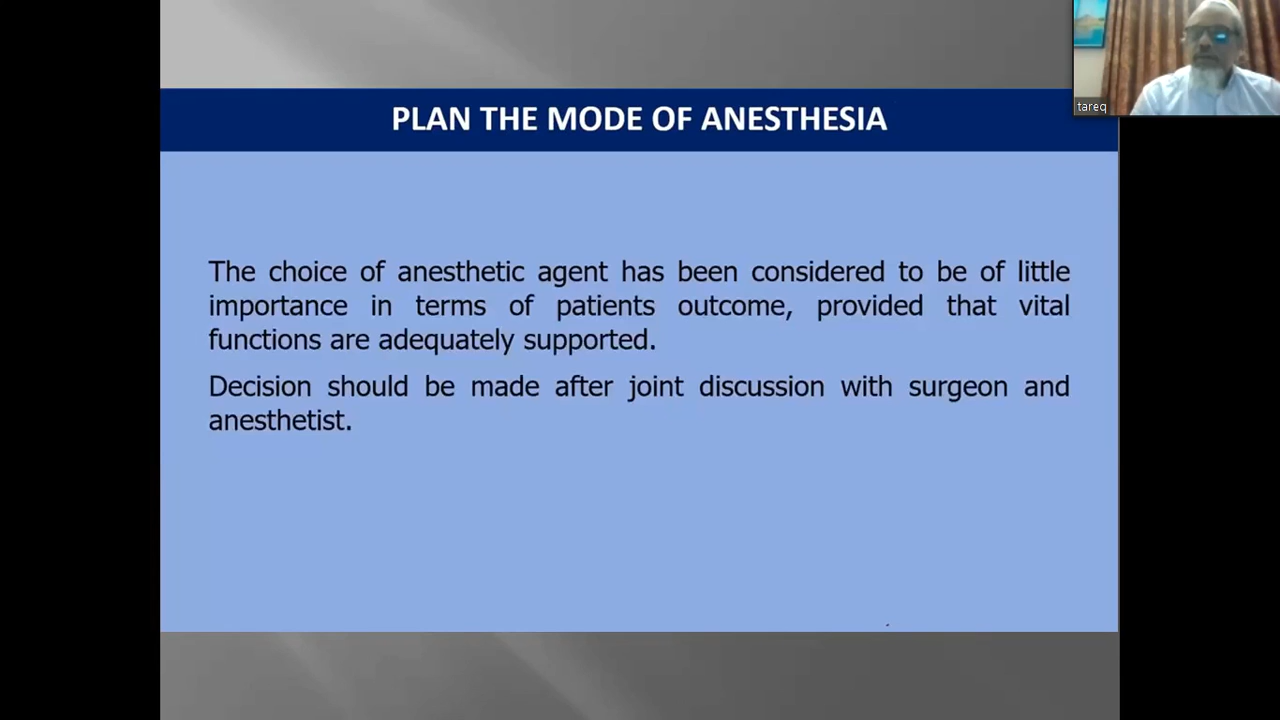 PLAN THE MODE OF ANESTHESIA
tareq
The choice of anesthetic agent has been considered to be of little
importance in terms of patients outcome, provided that vital
functions are adequately supported.
Decision should be made after joint discussion with surgeon and
anesthetist.